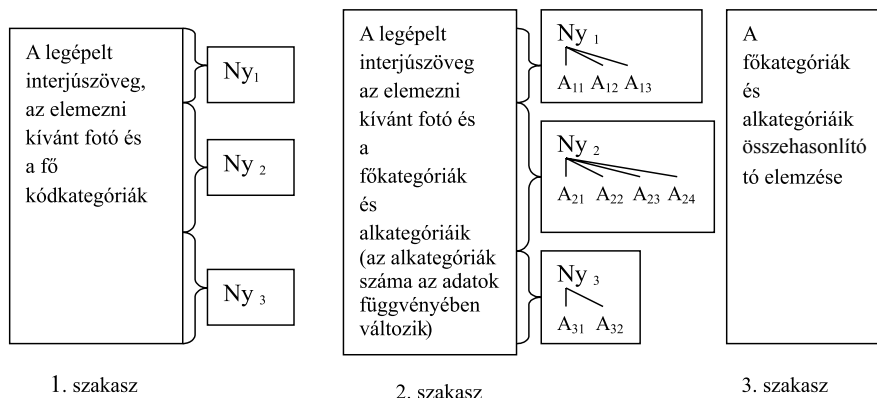 A legépelt
interjúszöveg,
az elemezni
kívánt fotó és
a fő
kódkategóriák
Ny1
Ny 2
Ny 3
1. szakasz
A legépelt
interjúszöveg
az elemezni
kívánt fotó és
a
főkategóriák
és
alkategóriáik
(az alkategóriák
száma az adatok
függvényében
változik)
Ny 1
A11 A12 A13
Ny 2
A21 A22 A23 A24
Ny 3
A31 A32
2. szakasz
A
főkategóriák
és
alkategóriáik
összehasonlító
tó elemzése
3. szakasz